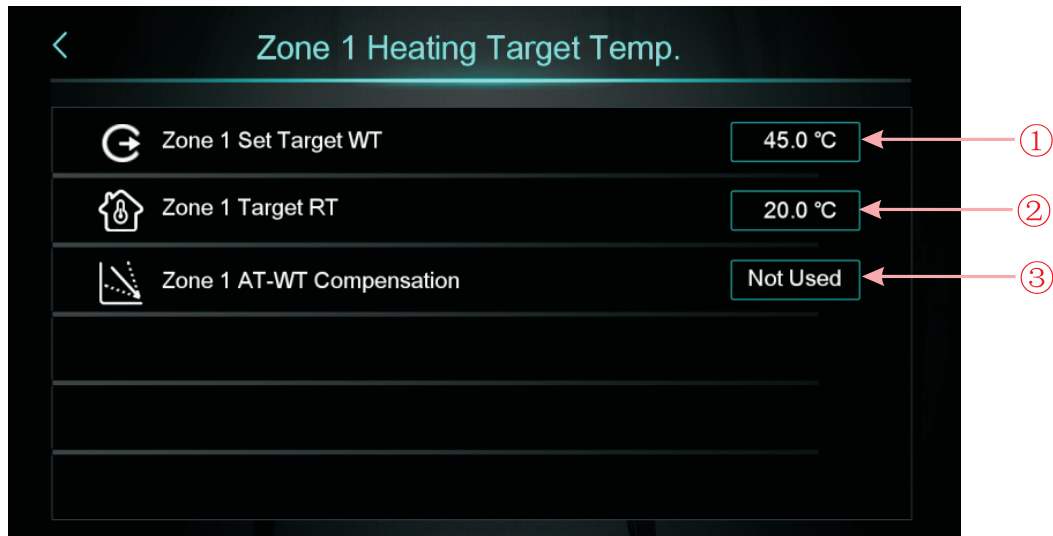 Zone 1 Heating Target Temp.
Zone 1 Set Target WT 45.0 ℃ ①
Zone 1 Target RT 20.0 ℃ ②
Zone 1 AT-WT Compensation Not Used ③